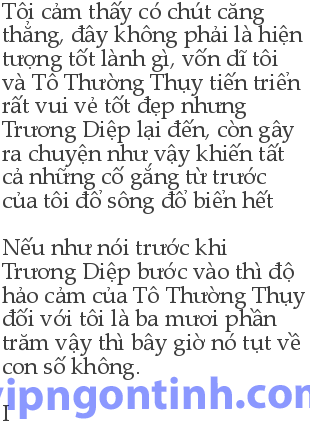 Tôi cảm thấy có chút căng
thẳng, đây không phải là hiện
tượng tốt lành gì, vốn dĩ tôi
và Tô Thường Thụy tiến triển
rất vui vẻ tốt đẹp nhưng
Trương Diệp lại đến, còn gây
ra chuyện như vậy khiến tất
cả những cố gắng từ trước
của tôi đổ sông đổ biển hết
Nếu như nói trước khi
Trương Diệp bước vào thì độ
hảo cảm của Tô Thường Thụy
đối với tôi là ba mươi phần
trăm vậy thì bây giờ nó tụt về
con số không.
vipngontinh.com
I